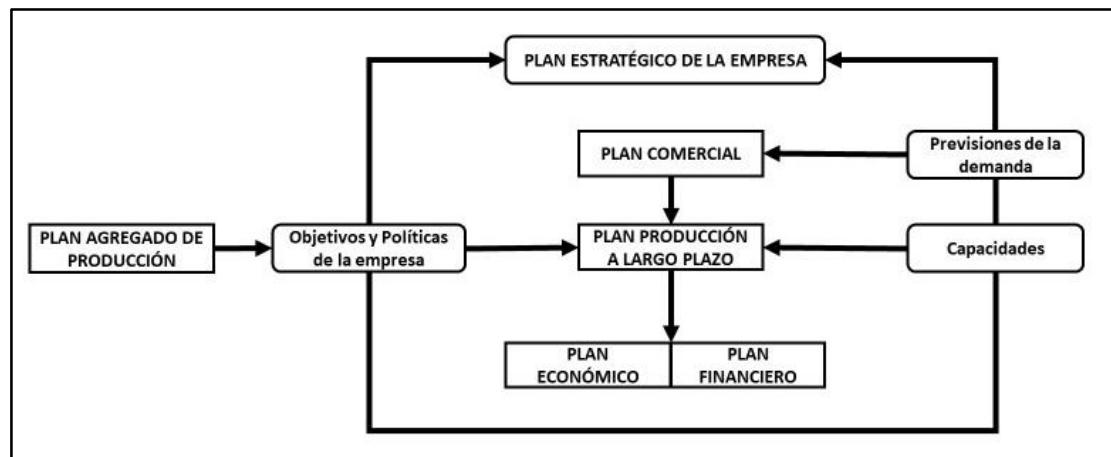 PLAN ESTRATÉGICO DE LA EMPRESA
PLAN COMERCIAL
Previsiones de la
demanda
PLAN AGREGADO DE
PRODUCCIÓN
Objetivos y Políticas
de la empresa
PLAN PRODUCCIÓN
A LARGO PLAZO
Capacidades
PLAN
ECONÓMICO
PLAN
FINANCIERO